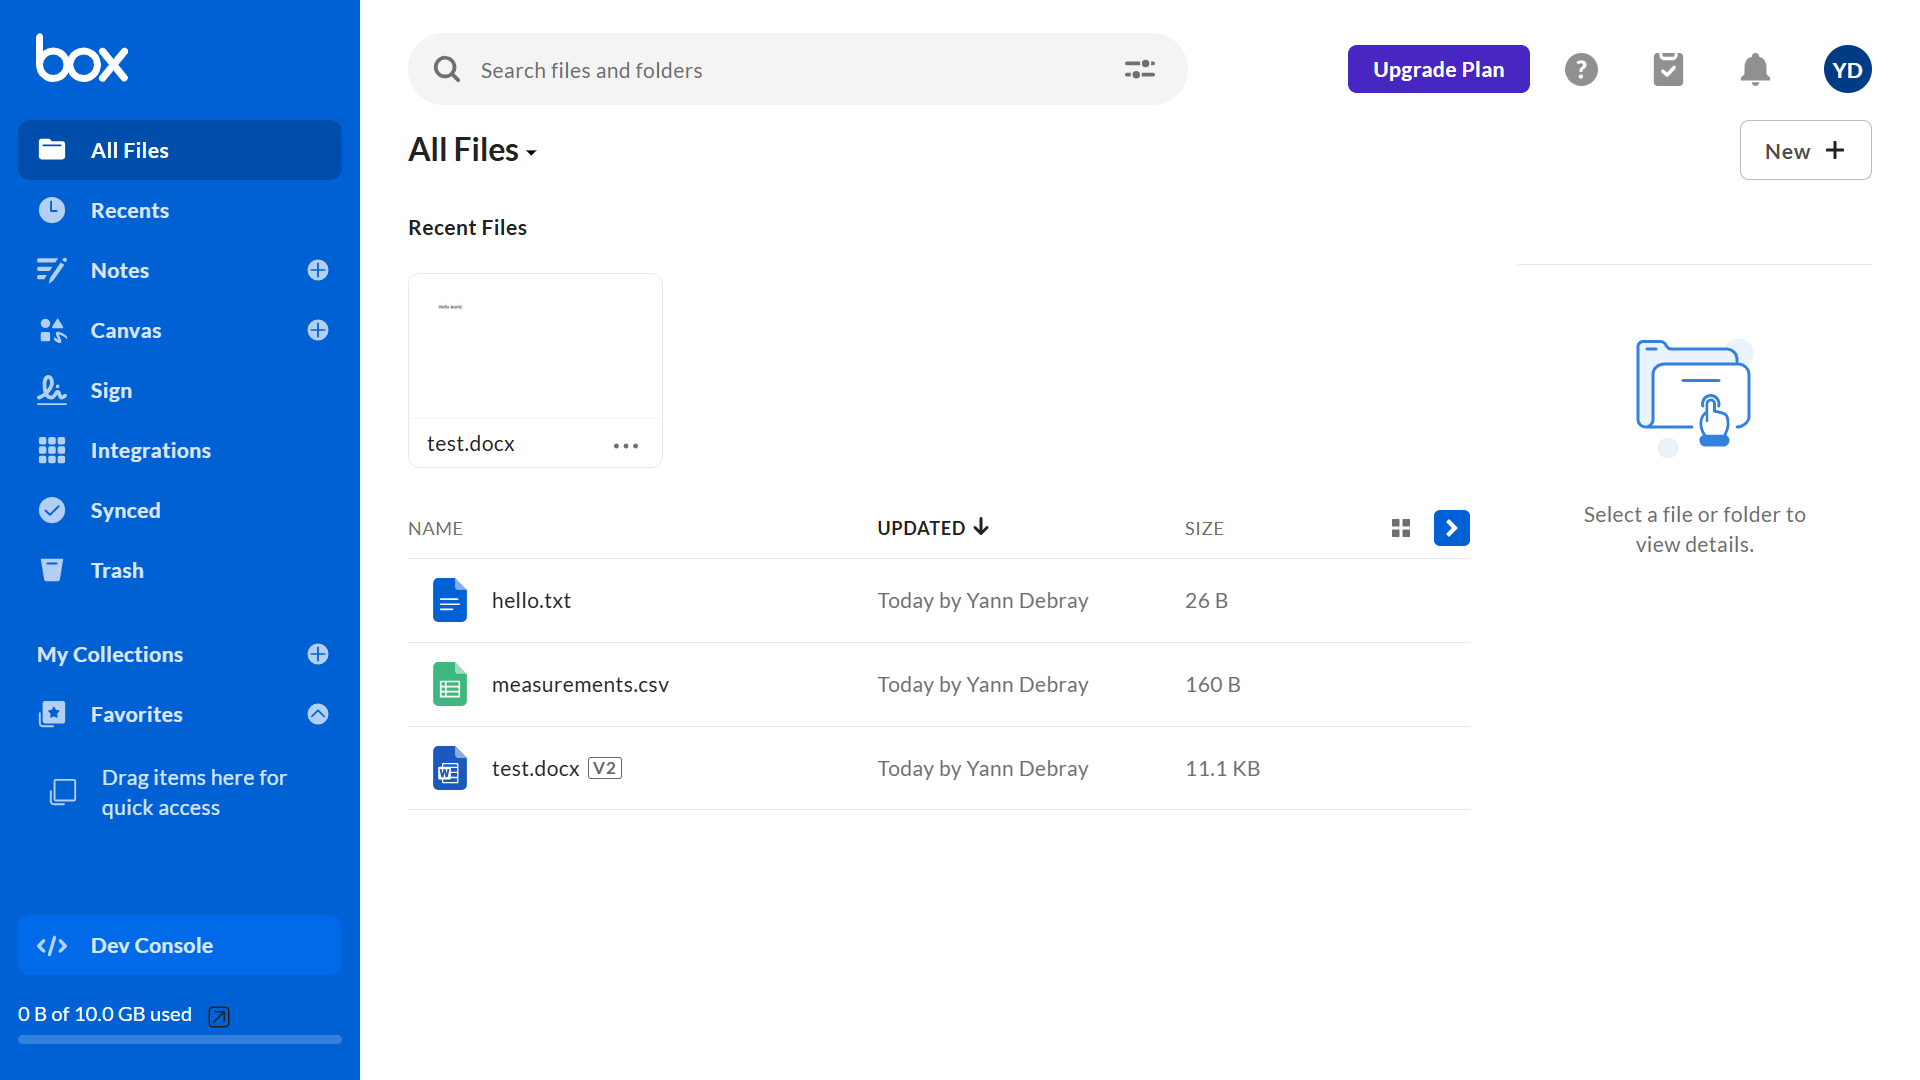 box
All Files
Recents
Notes
Canvas
Sign
Integrations
Synced
Trash
My Collections
Favorites
Drag items here for
quick access
Dev Console
0 B of 10.0 GB used
Search files and folders
Upgrade Plan
?
YD
All Files
New
Recent Files
Hello world
test.docx
NAME UPDATED SIZE
hello.txt Today by Yann Debray 26 B
measurements.csv Today by Yann Debray 160 B
W test.docx V2 Today by Yann Debray 11.1 KB
Select a file or folder to
view details.